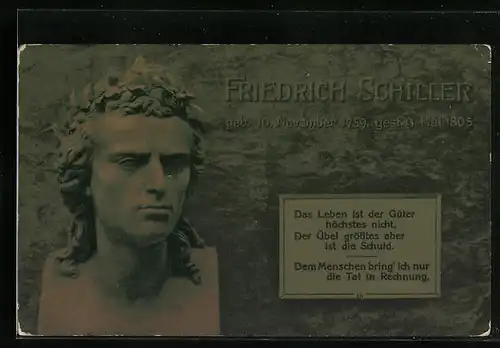 FRIEDRICH SCHILLER
geb. 10. November 1759, gest. 9. Mai 1805
Das Leben ist der Güter
höchstes nicht,
Der Übel größtes aber
ist die Schuld.
Dem Menschen bring' ich nur
die Tat in Rechnung.